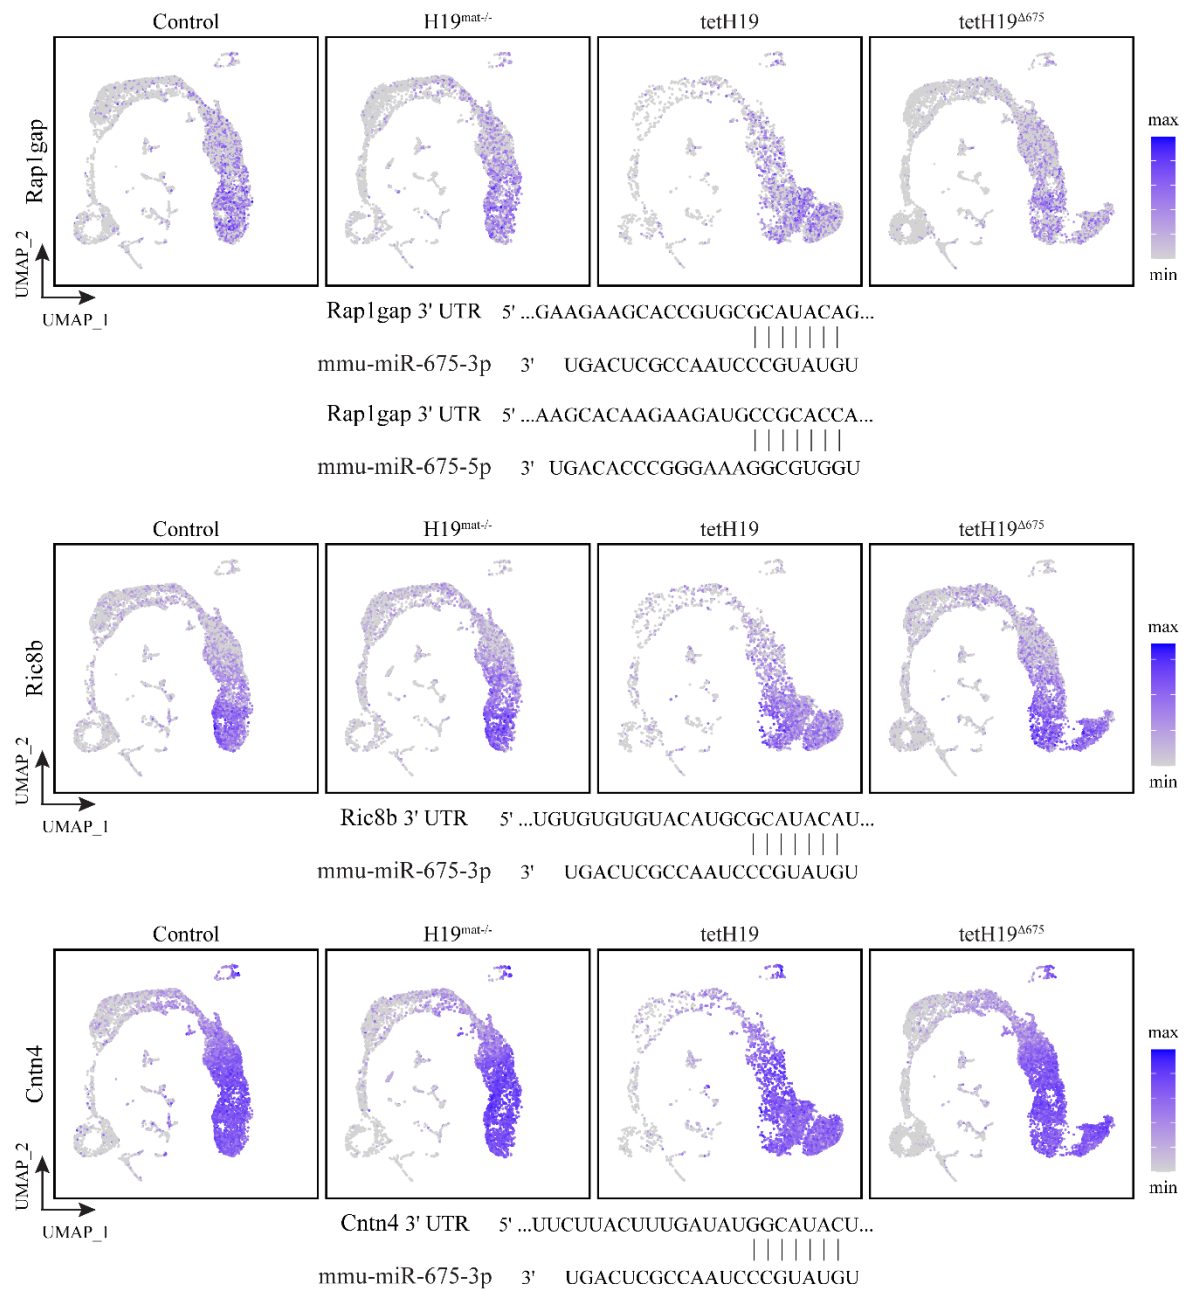 Control H19mat-/- tetH19 tetH19Δ675
Rap1gap
max
min
UMAP_2
UMAP_1
Rap1gap 3' UTR 5' ...GAAGAAGCACCGUGCGCAUACAG...
mmu-miR-675-3p 3' UGACUCGCCAAUCCCGUAUGU
Rap1gap 3' UTR 5' ...AAGCACAAGAAGAUGCCGCACCA...
mmu-miR-675-5p 3' UGACACCCGGGAAAGGCGUGGU
Control H19mat-/- tetH19 tetH19Δ675
Ric8b
max
min
UMAP_2
UMAP_1
Ric8b 3' UTR 5' ...UGUGUGUGUACAUGCGCAUACAU...
mmu-miR-675-3p 3' UGACUCGCCAAUCCCGUAUGU
Control H19mat-/- tetH19 tetH19Δ675
Cntn4
max
min
UMAP_2
UMAP_1
Cntn4 3' UTR 5' ...UUCUUACUUUGAUAUGGCAUACU...
mmu-miR-675-3p 3' UGACUCGCCAAUCCCGUAUGU